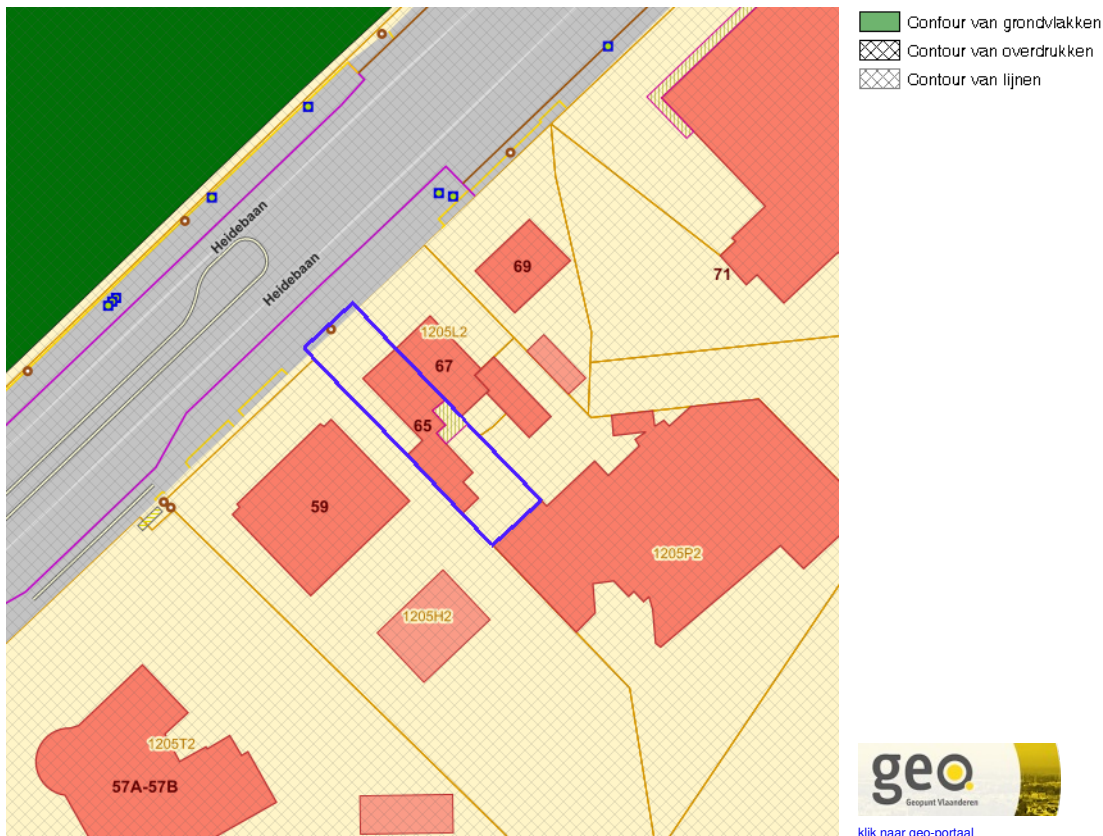 Contour van grondvlakken
Contour van overdrukken
Contour van lijnen
Heidebaan
Heidebaan
69
71
1205L2
67
65
59
1205P2
1205H2
1205T2
57A-57B
geo
Geopunt Vlaanderen
klik naar geo-portaal